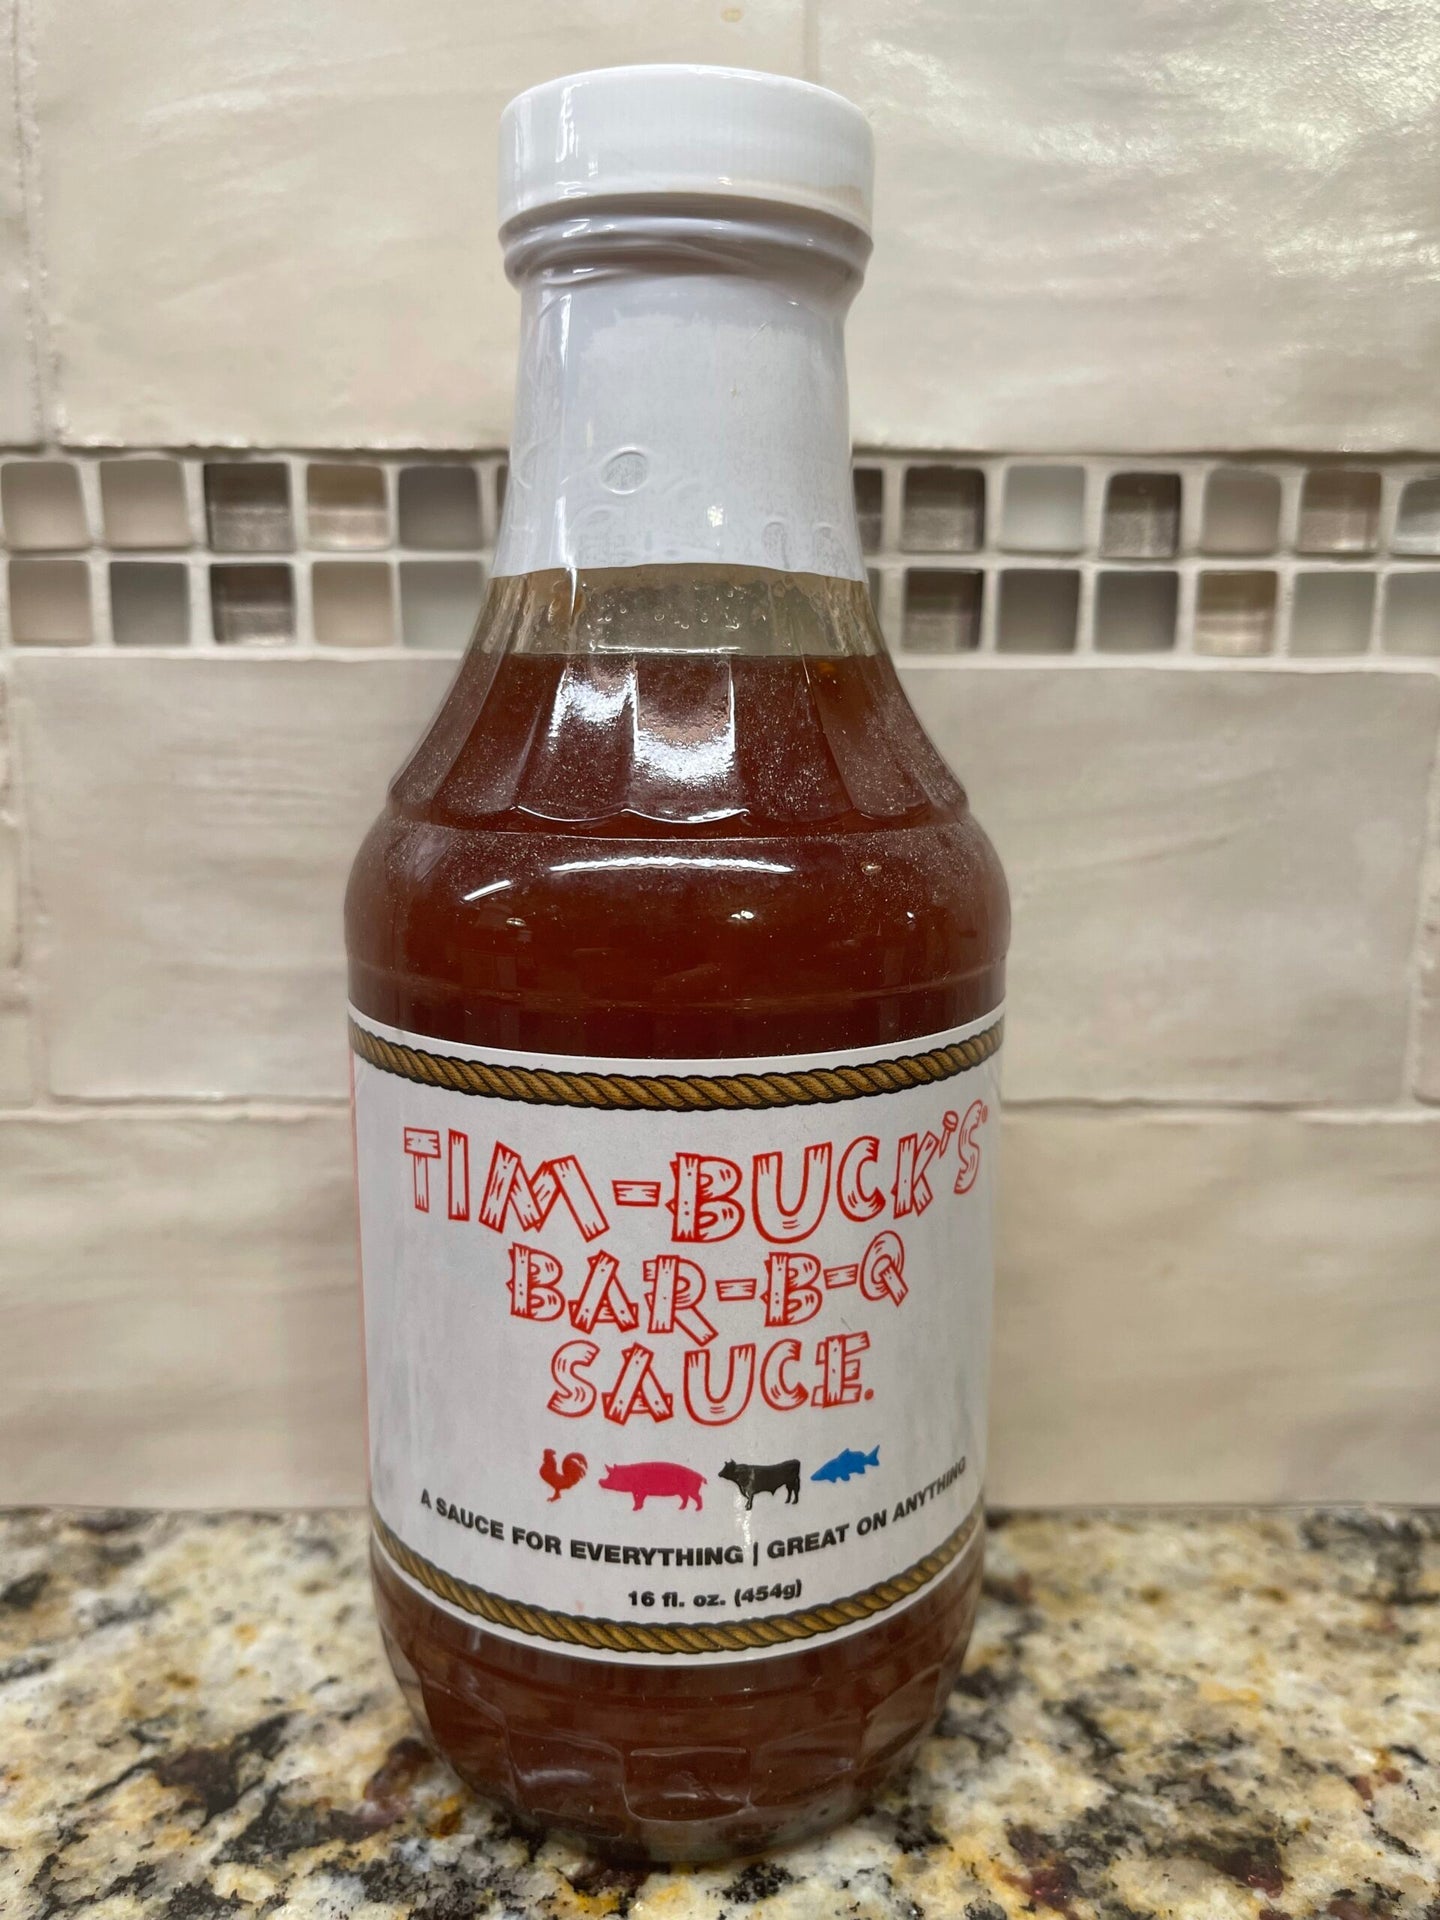 TIM-BUCK'S®
BAR-B-Q
SAUCE.
A SAUCE FOR EVERYTHING | GREAT ON ANYTHING
16 fl. oz. (454g)